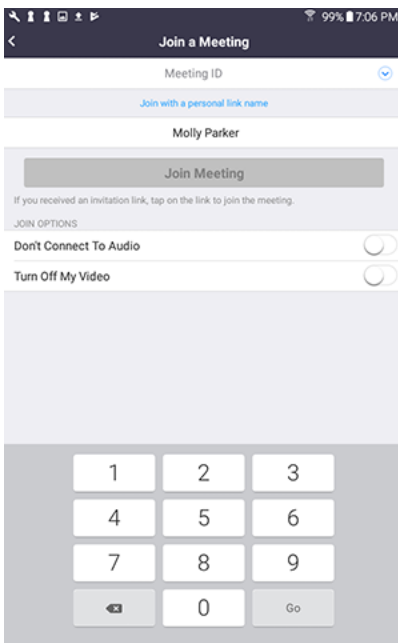 99% 7:06 PM
Join a Meeting
Meeting ID
Join with a personal link name
Molly Parker
Join Meeting
If you received an invitation link, tap on the link to join the meeting.
JOIN OPTIONS
Don't Connect To Audio
Turn Off My Video
1 2 3
4 5 6
7 8 9
0 Go